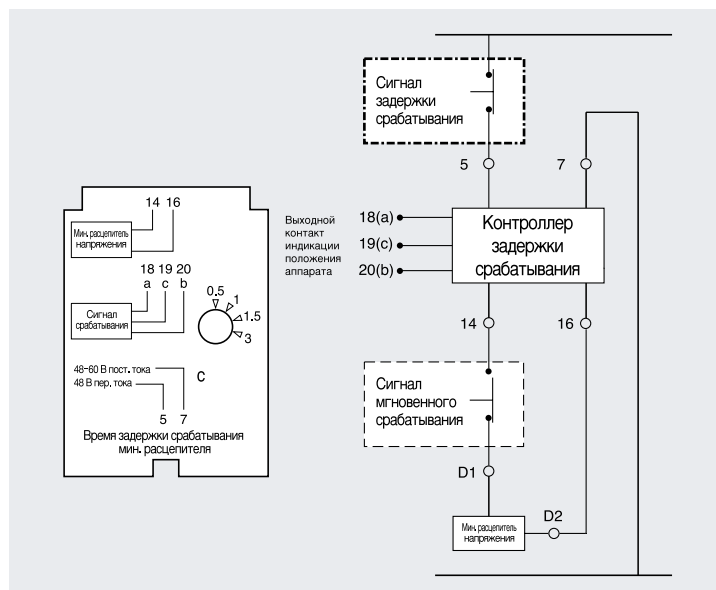 14 16
Мин. расцепитель
напряжения
18 19 20
a c b
Сигнал
срабатывания
0.5
1
1.5
3
48–60 В пост. тока
48 В пер. тока
с
5 7
Время задержки срабатывания
мин. расцепителя
Сигнал
задержки
срабатывания
5
7
Выходной
контакт
индикации
положения
аппарата
18(a)
19(c)
20(b)
Контроллер
задержки
срабатывания
14
16
Сигнал
мгновенного
срабатывания
D1
Мин. расцепитель
напряжения
D2